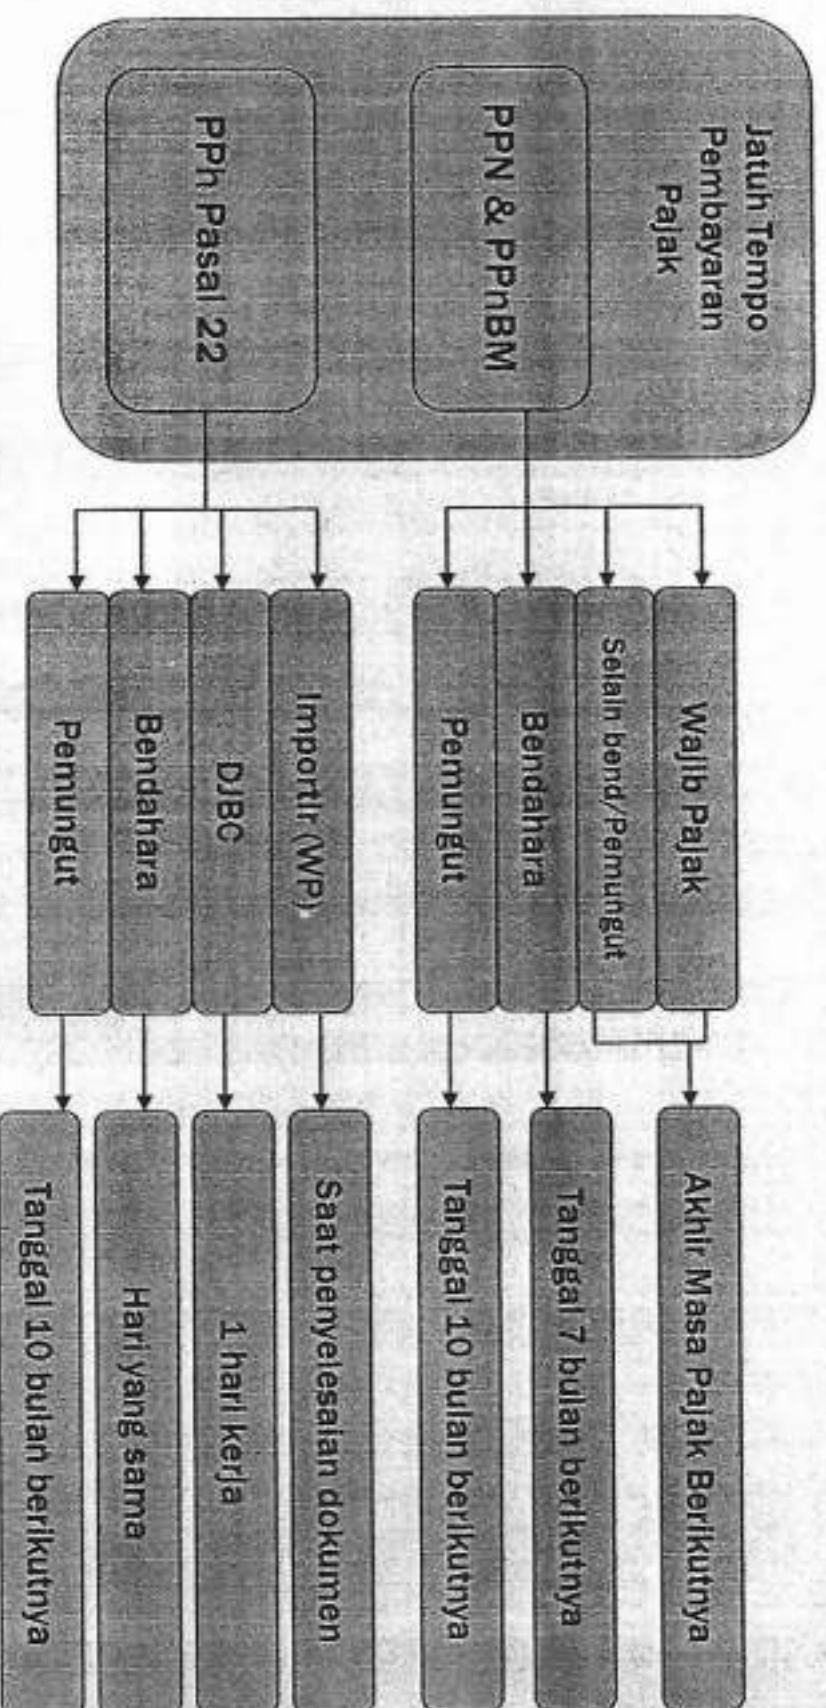 Jatuh Tempo
Pembayaran
Pajak
PPN & PPnBM
Wajib Pajak
Selain bend/Pemungut
Bendahara
Pemungut
Akhir Masa Pajak Berikutnya
Tanggal 7 bulan berikutnya
Tanggal 10 bulan berikutnya
PPh Pasal 22
Importir (WP)
DJBC
Bendahara
Pemungut
Saat penyelesaian dokumen
1 hari kerja
Hari yang sama
Tanggal 10 bulan berikutnya